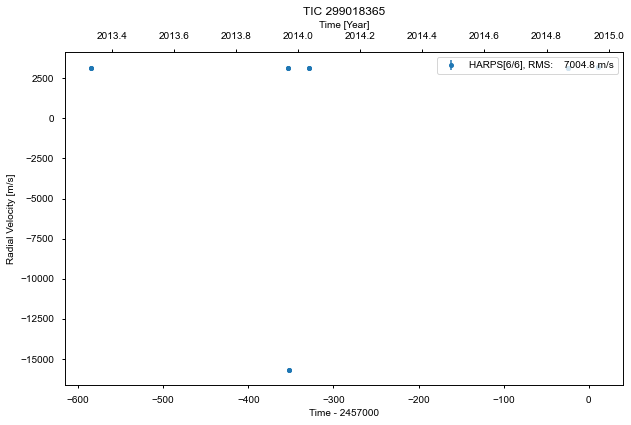 TIC 299018365
Time [Year]
2013.4 2013.6 2013.8 2014.0 2014.2 2014.4 2014.6 2014.8 2015.0
HARPS[6/6], RMS: 7004.8 m/s
2500
0
−2500
−5000
−7500
−10000
−12500
−15000
Radial Velocity [m/s]
−600 −500 −400 −300 −200 −100 0
Time - 2457000